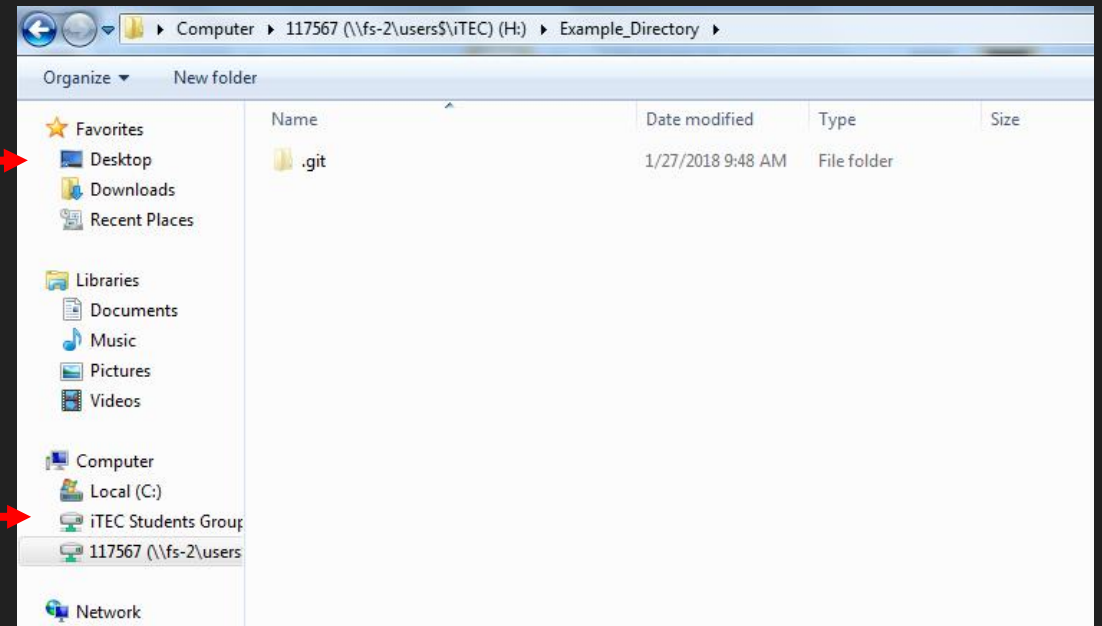 Computer 117567 (\\fs-2\users$\iTEC) (H:) Example_Directory
Organize New folder
Favorites
Desktop
Downloads
Recent Places
Libraries
Documents
Music
Pictures
Videos
Computer
Local (C:)
iTEC Students Group
117567 (\\fs-2\users
Network
Name Date modified Type Size
.git 1/27/2018 9:48 AM File folder